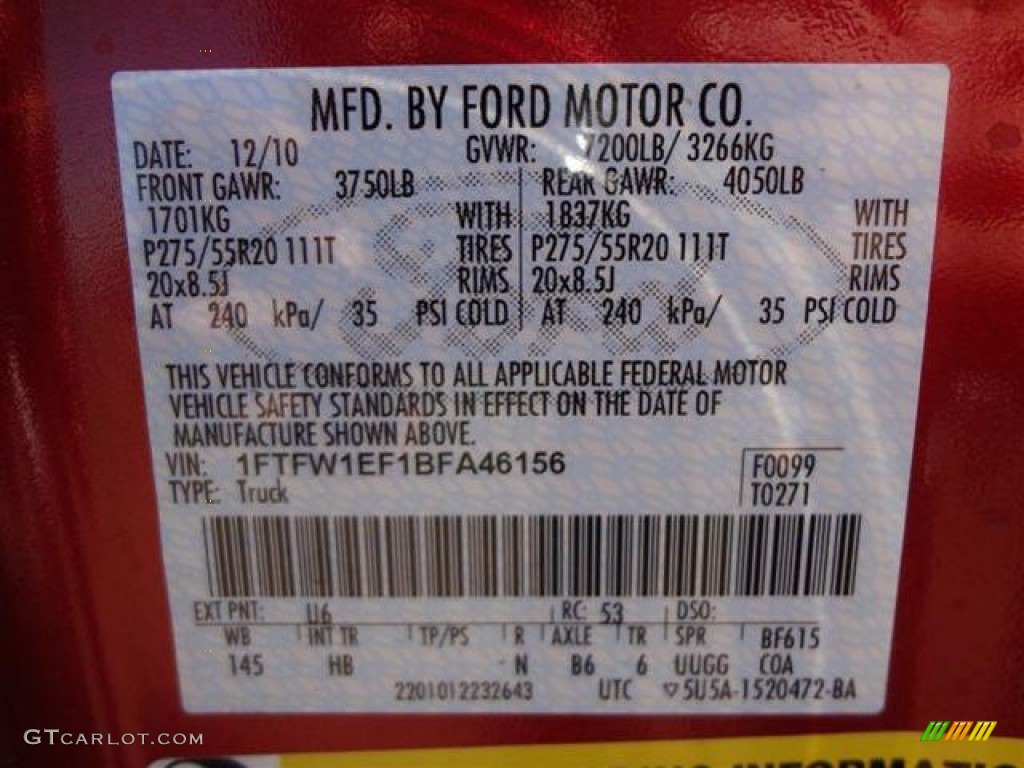 MFD. BY FORD MOTOR CO.
DATE: 12/10 GVWR: 7200LB/ 3266KG
FRONT GAWR: 3750LB REAR GAWR: 4050LB
1701KG WITH 1837KG WITH
P275/55R20 111T TIRES P275/55R20 111T TIRES
20x8.5J RIMS 20x8.5J RIMS
AT 240 kPa/ 35 PSI COLD AT 240 kPa/ 35 PSI COLD
THIS VEHICLE CONFORMS TO ALL APPLICABLE FEDERAL MOTOR
VEHICLE SAFETY STANDARDS IN EFFECT ON THE DATE OF
MANUFACTURE SHOWN ABOVE.
VIN: 1FTFW1EF1BFA46156 F0099
TYPE: Truck T0271
EXT PNT: U6 RC: 53 DSO:
WB INT TR TP/PS R AXLE TR SPR BF615
145 HB N B6 6 UUGG COA
2201012232643 UTC ▽5U5A-1520472-BA
GTCARLOT.COM